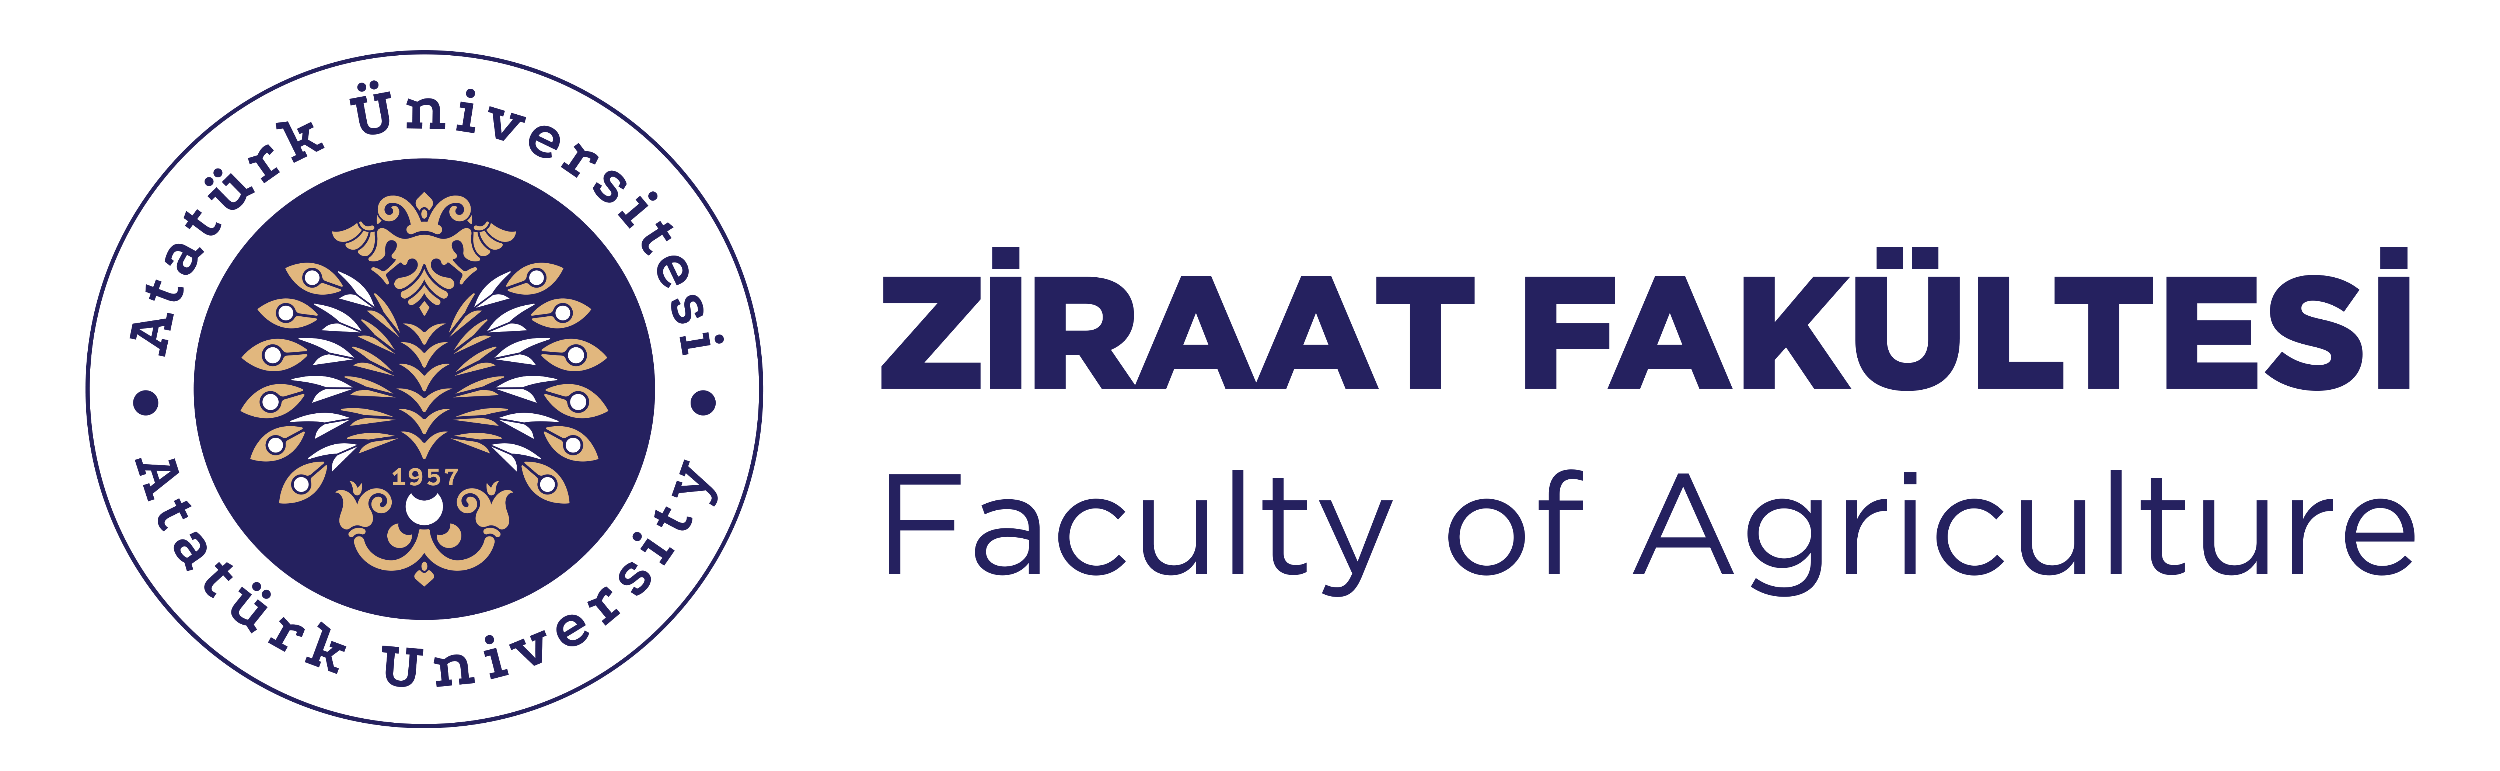 Atatürk Üniversitesi
1957
Atatürk University
ZİRAAT FAKÜLTESİ
Faculty of Agriculture